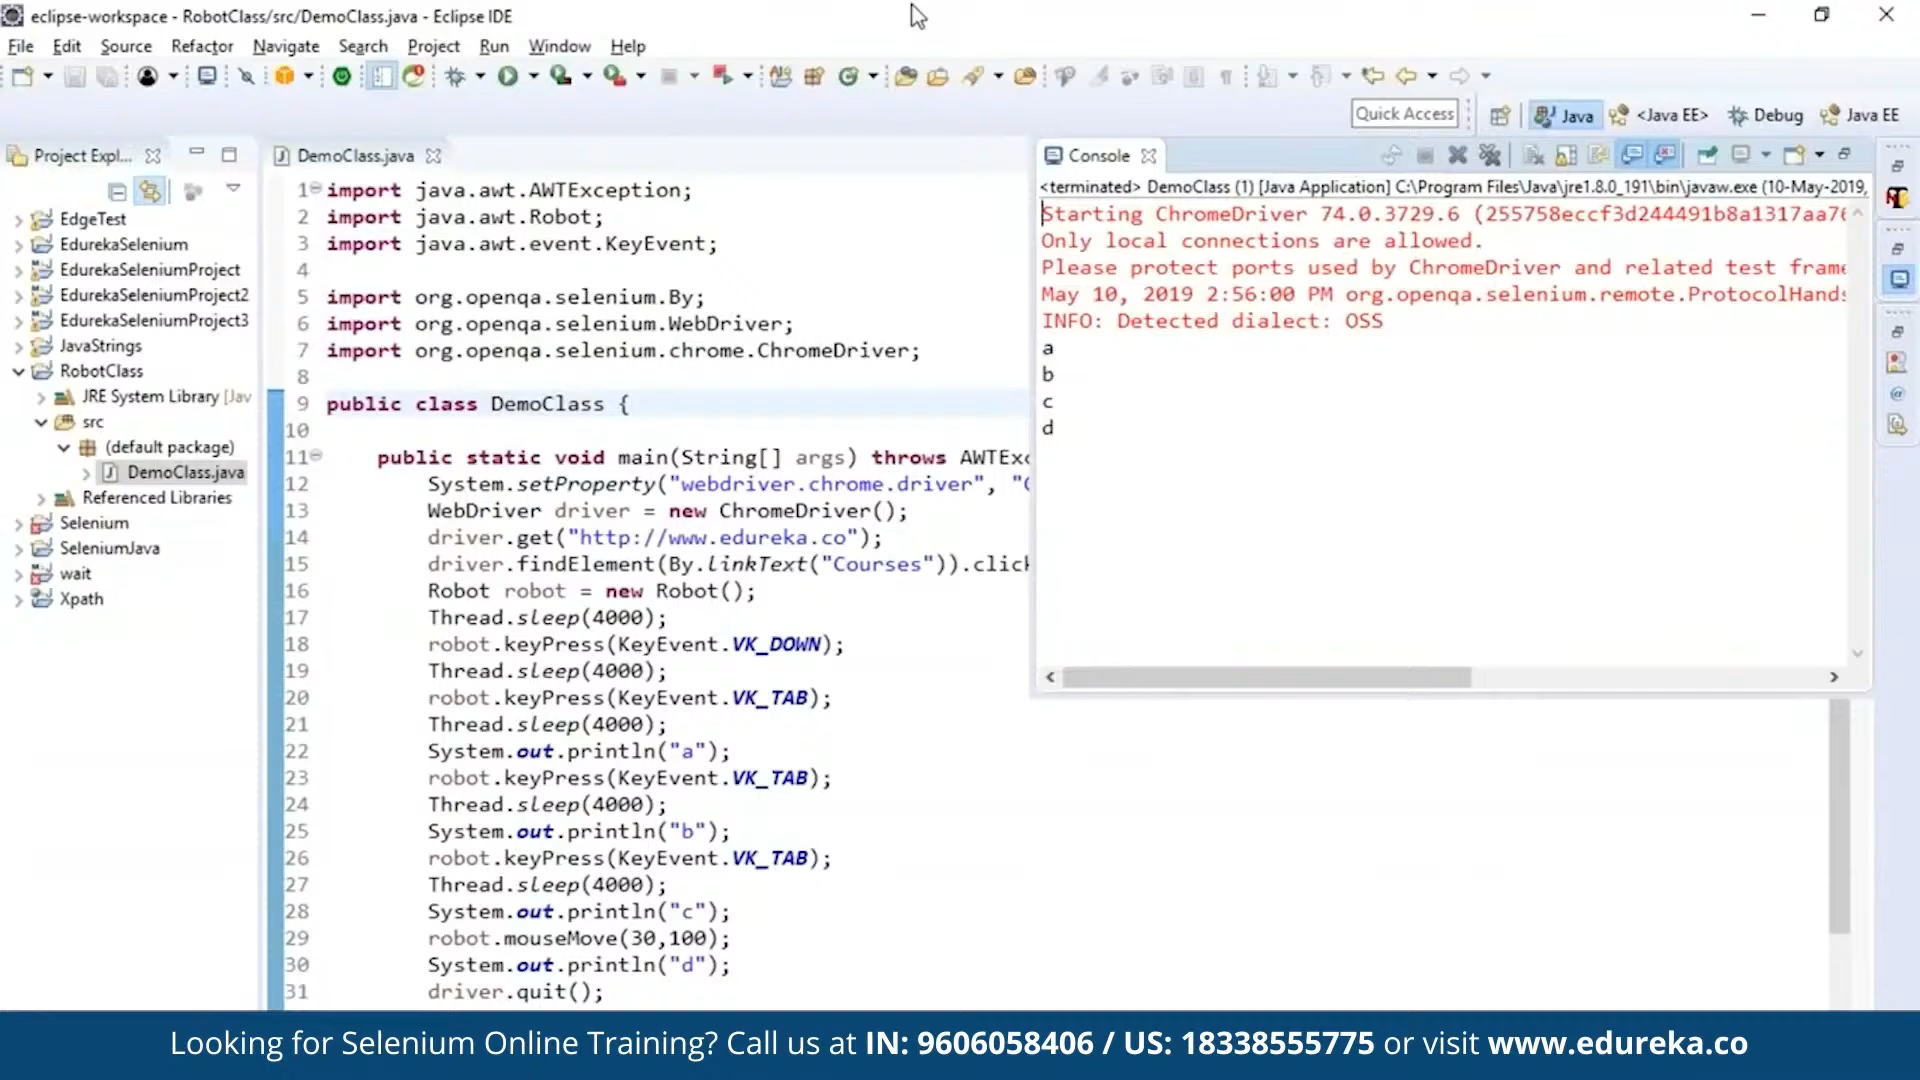 eclipse-workspace - RobotClass/src/DemoClass.java - Eclipse IDE
File Edit Source Refactor Navigate Search Project Run Window Help
Quick Access
Java <Java EE> Debug Java EE
Project Expl...
EdgeTest
EdurekaSelenium
EdurekaSeleniumProject
EdurekaSeleniumProject2
EdurekaSeleniumProject3
JavaStrings
RobotClass
JRE System Library [Jav
src
(default package)
DemoClass.java
Referenced Libraries
Selenium
SeleniumJava
wait
Xpath
DemoClass.java
1 import java.awt.AWTException;
2 import java.awt.Robot;
3 import java.awt.event.KeyEvent;
4
5 import org.openqa.selenium.By;
6 import org.openqa.selenium.WebDriver;
7 import org.openqa.selenium.chrome.ChromeDriver;
8
9 public class DemoClass {
10
11 public static void main(String[] args) throws AWTExc
12 System.setProperty("webdriver.chrome.driver", "C
13 WebDriver driver = new ChromeDriver();
14 driver.get("http://www.edureka.co");
15 driver.findElement(By.linkText("Courses")).click
16 Robot robot = new Robot();
17 Thread.sleep(4000);
18 robot.keyPress(KeyEvent.VK_DOWN);
19 Thread.sleep(4000);
20 robot.keyPress(KeyEvent.VK_TAB);
21 Thread.sleep(4000);
22 System.out.println("a");
23 robot.keyPress(KeyEvent.VK_TAB);
24 Thread.sleep(4000);
25 System.out.println("b");
26 robot.keyPress(KeyEvent.VK_TAB);
27 Thread.sleep(4000);
28 System.out.println("c");
29 robot.mouseMove(30,100);
30 System.out.println("d");
31 driver.quit();
Console
<terminated> DemoClass (1) [Java Application] C:\Program Files\Java\jre1.8.0_191\bin\javaw.exe (10-May-2019,
Starting ChromeDriver 74.0.3729.6 (255758eccf3d244491b8a1317aa76
Only local connections are allowed.
Please protect ports used by ChromeDriver and related test frame
May 10, 2019 2:56:00 PM org.openqa.selenium.remote.ProtocolHands
INFO: Detected dialect: OSS
a
b
c
d
Looking for Selenium Online Training? Call us at IN: 9606058406 / US: 18338555775 or visit www.edureka.co